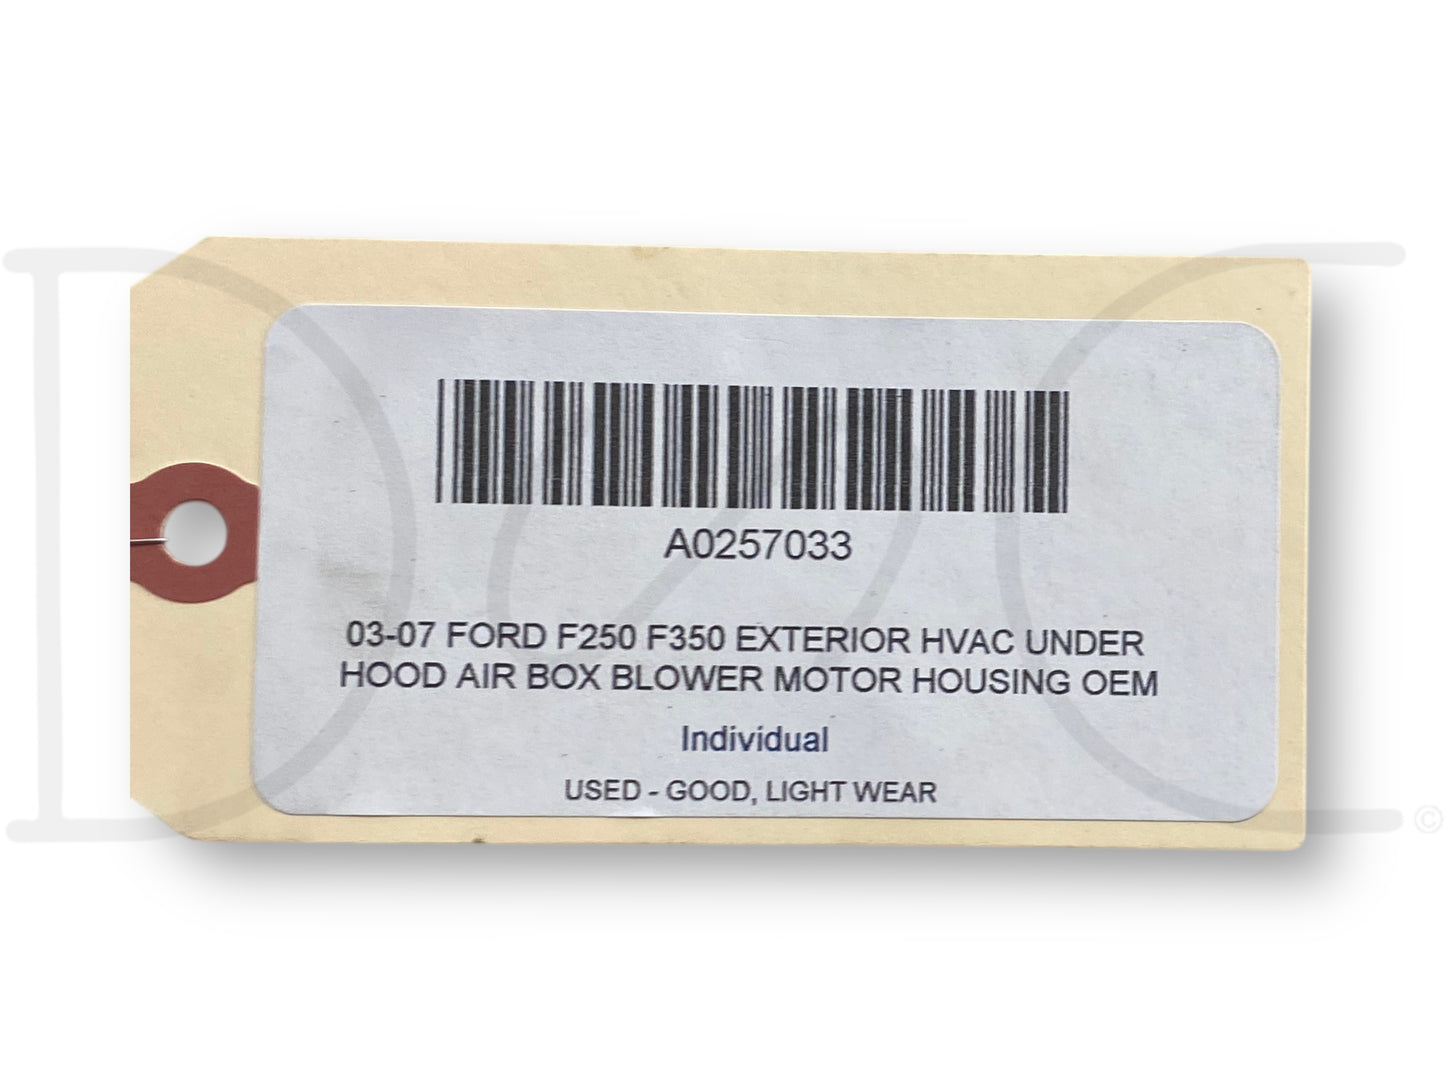 A0257033
03-07 FORD F250 F350 EXTERIOR HVAC UNDER
HOOD AIR BOX BLOWER MOTOR HOUSING OEM
Individual
USED - GOOD, LIGHT WEAR
©